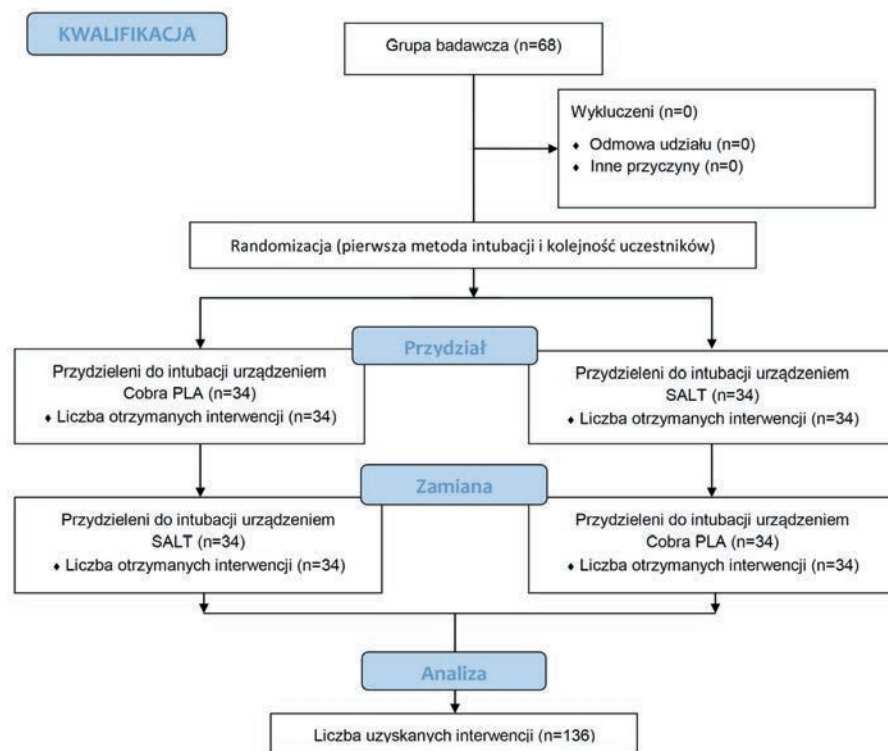 KWALIFIKACJA
Grupa badawcza (n=68)
Wykluczeni (n=0)
♦ Odmowa udziału (n=0)
♦ Inne przyczyny (n=0)
Randomizacja (pierwsza metoda intubacji i kolejność uczestników)
Przydział
Przydzieleni do intubacji urządzeniem
Cobra PLA (n=34)
♦ Liczba otrzymanych interwencji (n=34)
Przydzieleni do intubacji urządzeniem
SALT (n=34)
♦ Liczba otrzymanych interwencji (n=34)
Zamiana
Przydzieleni do intubacji urządzeniem
SALT (n=34)
♦ Liczba otrzymanych interwencji (n=34)
Przydzieleni do intubacji urządzeniem
Cobra PLA (n=34)
♦ Liczba otrzymanych interwencji (n=34)
Analiza
Liczba uzyskanych interwencji (n=136)